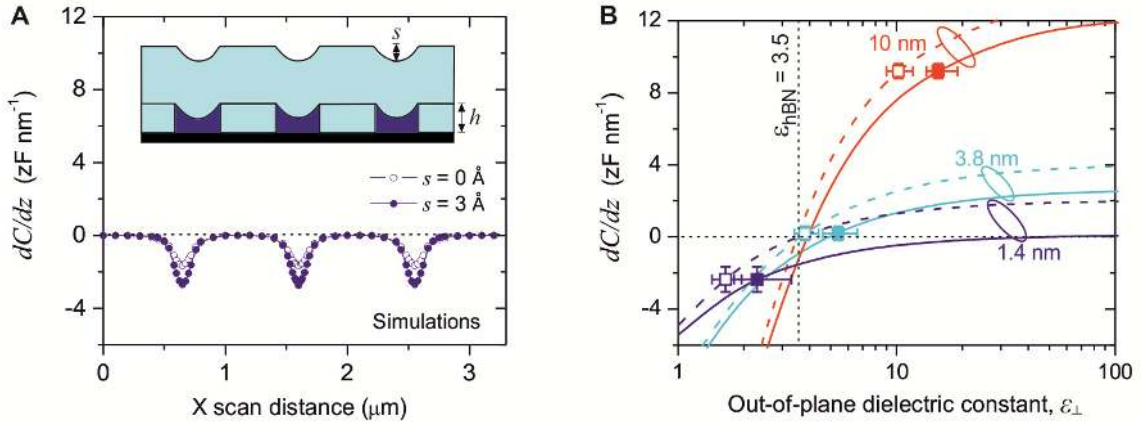 A
12
8
4
0
-4
dC/dz (zF nm⁻¹)
s
h
s = 0 Å
s = 3 Å
Simulations
0
1
2
3
X scan distance (μm)
B
12
8
4
0
-4
dC/dz (zF nm⁻¹)
εhBN = 3.5
10 nm
3.8 nm
1.4 nm
1
10
100
Out-of-plane dielectric constant, ε⊥